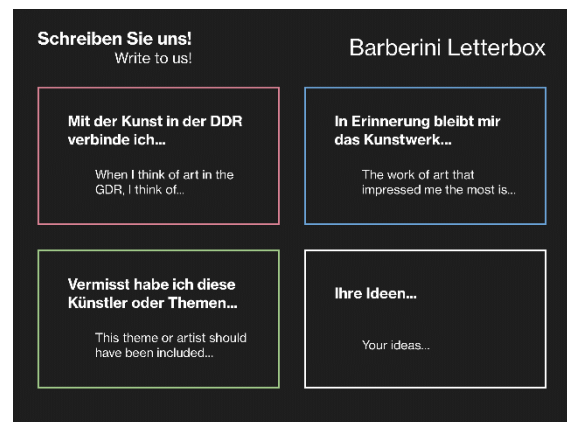 Schreiben Sie uns!
Write to us!
Barberini Letterbox
Mit der Kunst in der DDR
verbinde ich...
When I think of art in the
GDR, I think of...
In Erinnerung bleibt mir
das Kunstwerk...
The work of art that
impressed me the most is...
Vermisst habe ich diese
Künstler oder Themen...
This theme or artist should
have been included...
Ihre Ideen...
Your ideas...